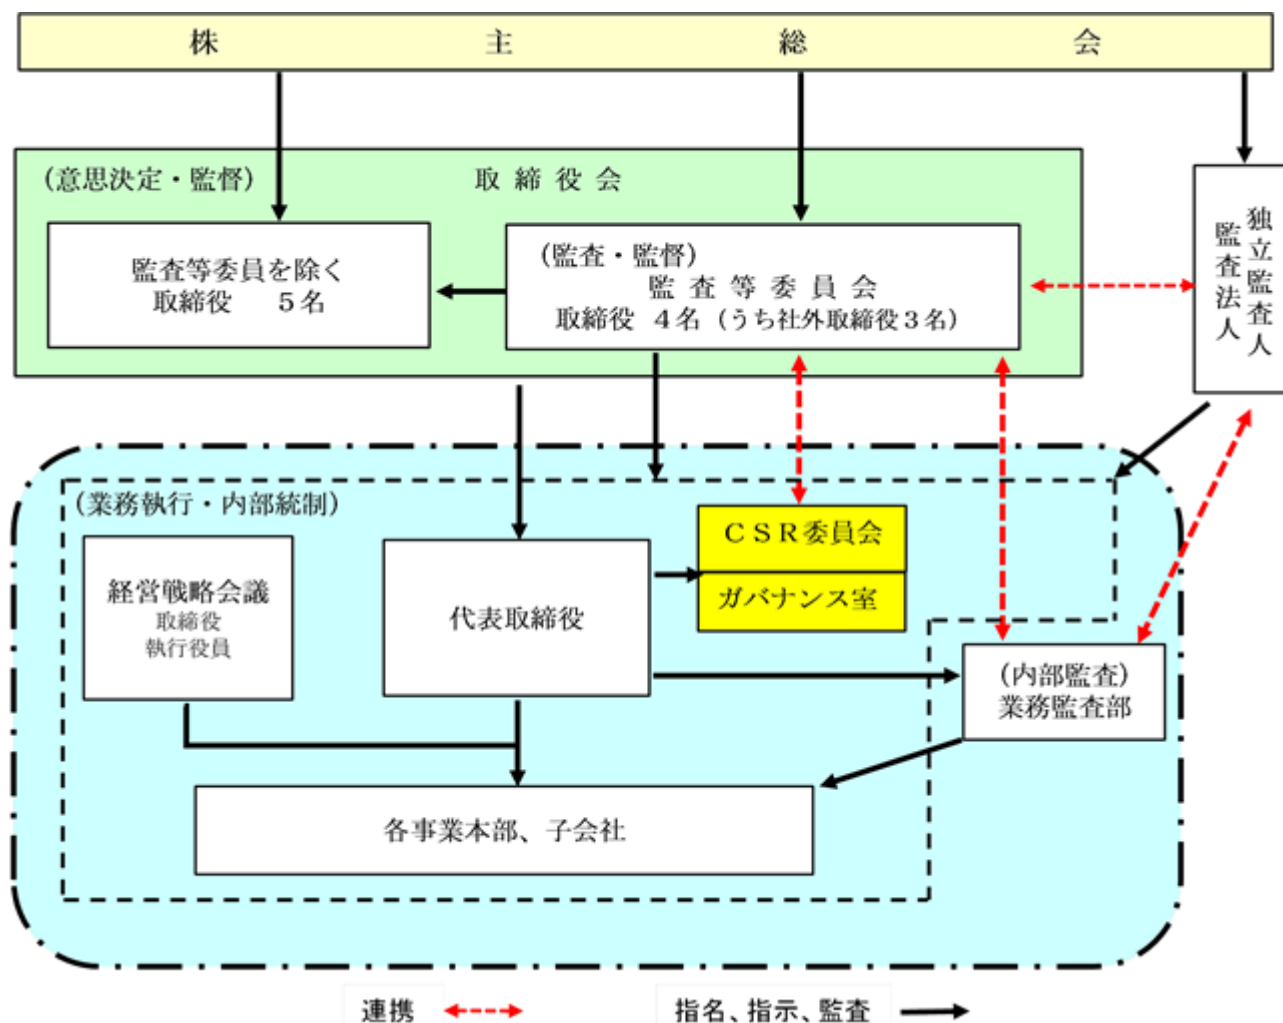 株主総会
(意思決定・監督)
取締役会
監査等委員を除く
取締役　５名
(監査・監督)
監査等委員会
取締役 ４名（うち社外取締役３名）
独立監査人
監査法人
(業務執行・内部統制)
経営戦略会議
取締役
執行役員
代表取締役
ＣＳＲ委員会
ガバナンス室
(内部監査)
業務監査部
各事業本部、子会社
連携
指名、指示、監査